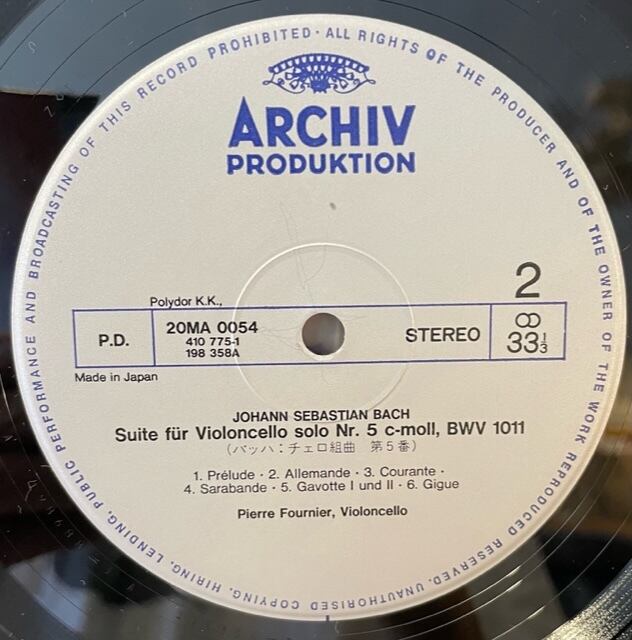 ALL RIGHTS OF THE PRODUCER AND OF THE OWNER OF THE WORK REPRODUCED RESERVED. UNAUTHORISED COPYING, HIRING, LENDING, PUBLIC PERFORMANCE AND BROADCASTING OF THIS RECORD PROHIBITED ·
ARCHIV
PRODUKTION
2
Polydor K.K.,
P.D.
20MA 0054
410 775-1
198 358A
STEREO
33 1/3
Made in Japan
JOHANN SEBASTIAN BACH
Suite für Violoncello solo Nr. 5 c-moll, BWV 1011
(バッハ：チェロ組曲 第5番)
1. Prélude · 2. Allemande · 3. Courante ·
4. Sarabande · 5. Gavotte I und II · 6. Gigue
Pierre Fournier, Violoncello